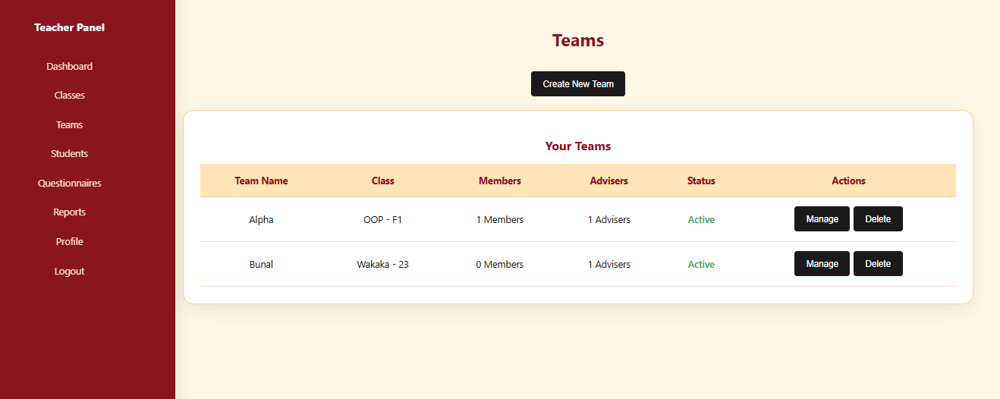 Teacher Panel
Dashboard
Classes
Teams
Students
Questionnaires
Reports
Profile
Logout
Teams
Create New Team
Your Teams
Team Name Class Members Advisers Status Actions
Alpha OOP - F1 1 Members 1 Advisers Active Manage Delete
Bunal Wakaka - 23 0 Members 1 Advisers Active Manage Delete